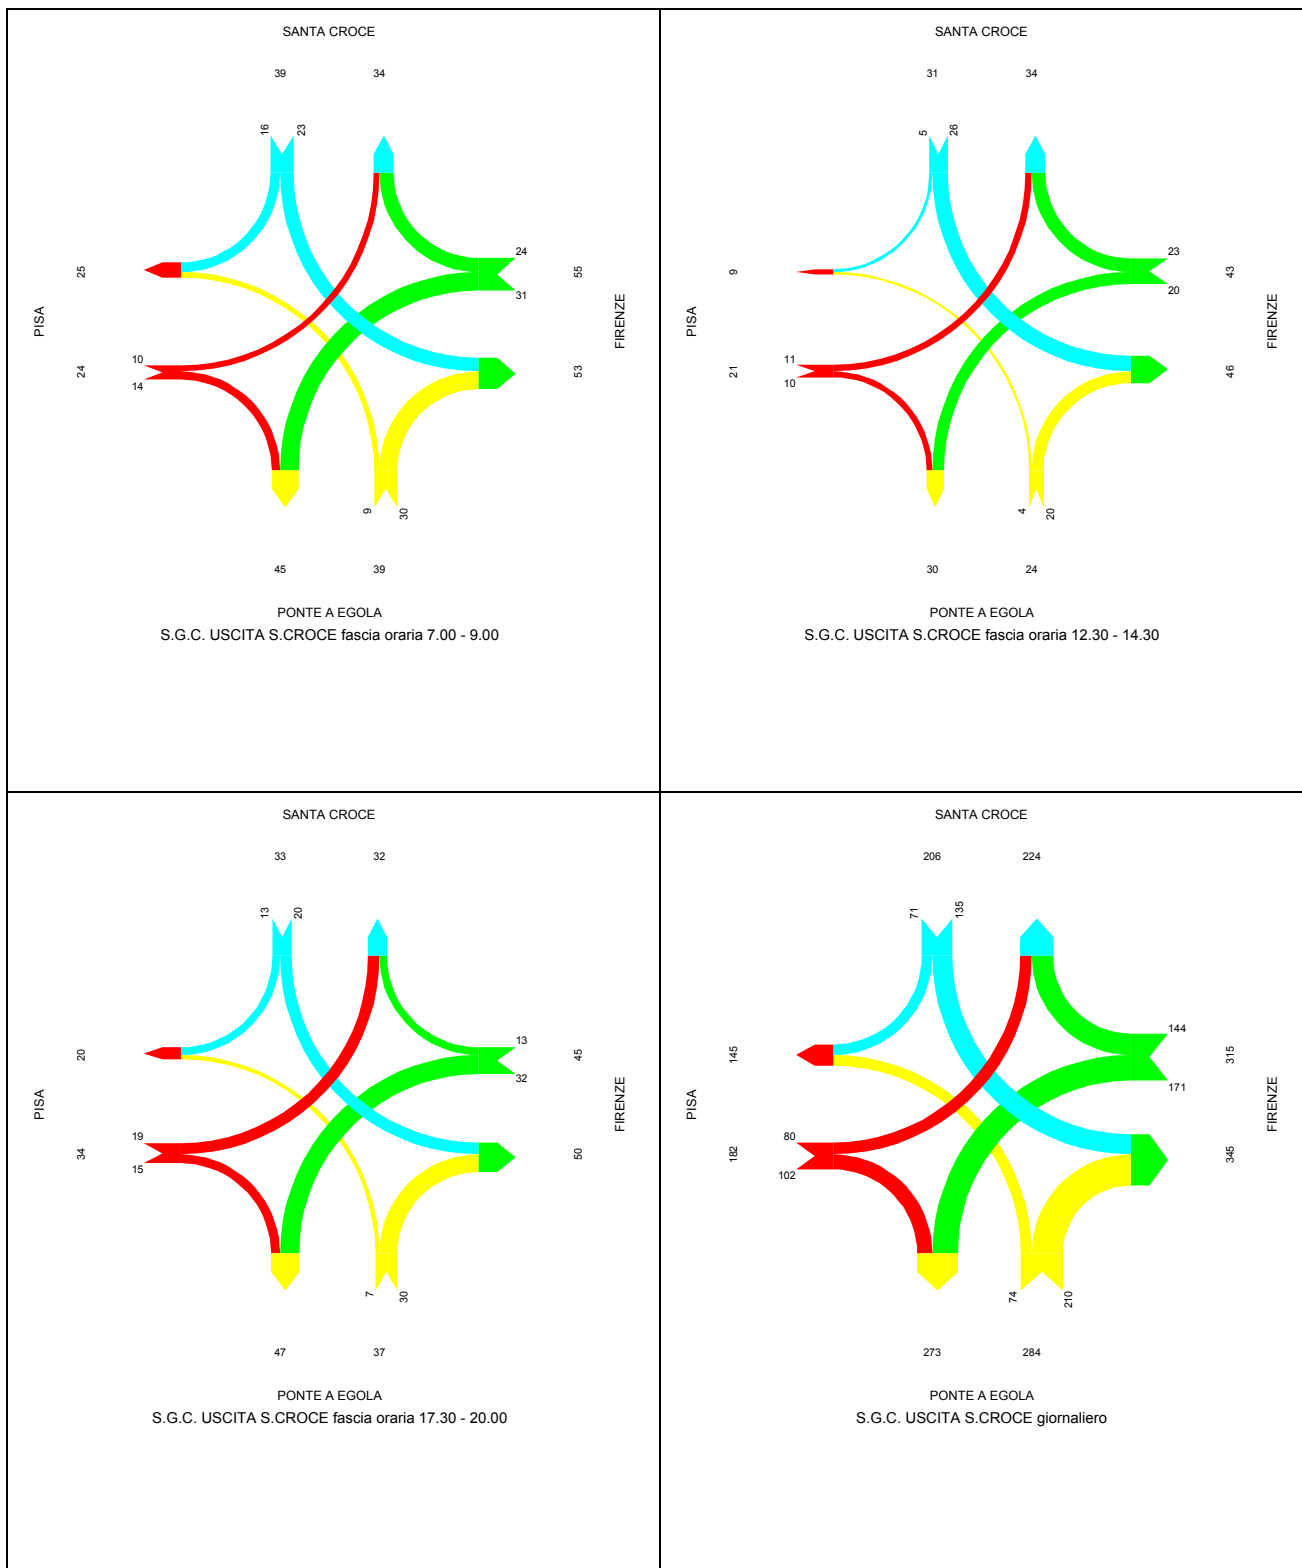 SANTA CROCE
39 34
16 23
24
25 55
31
PISA FIRENZE
10
24 53
14
9 30
45 39
PONTE A EGOLA
S.G.C. USCITA S.CROCE fascia oraria 7.00 - 9.00
SANTA CROCE
31 34
5 26
23
9 43
20
PISA FIRENZE
11
21 46
10
4 20
30 24
PONTE A EGOLA
S.G.C. USCITA S.CROCE fascia oraria 12.30 - 14.30
SANTA CROCE
33 32
13 20
13
20 45
32
PISA FIRENZE
19
34 50
15
7 30
47 37
PONTE A EGOLA
S.G.C. USCITA S.CROCE fascia oraria 17.30 - 20.00
SANTA CROCE
206 224
71 135
144
145 315
171
PISA FIRENZE
80
182 345
102
74 210
273 284
PONTE A EGOLA
S.G.C. USCITA S.CROCE giornaliero